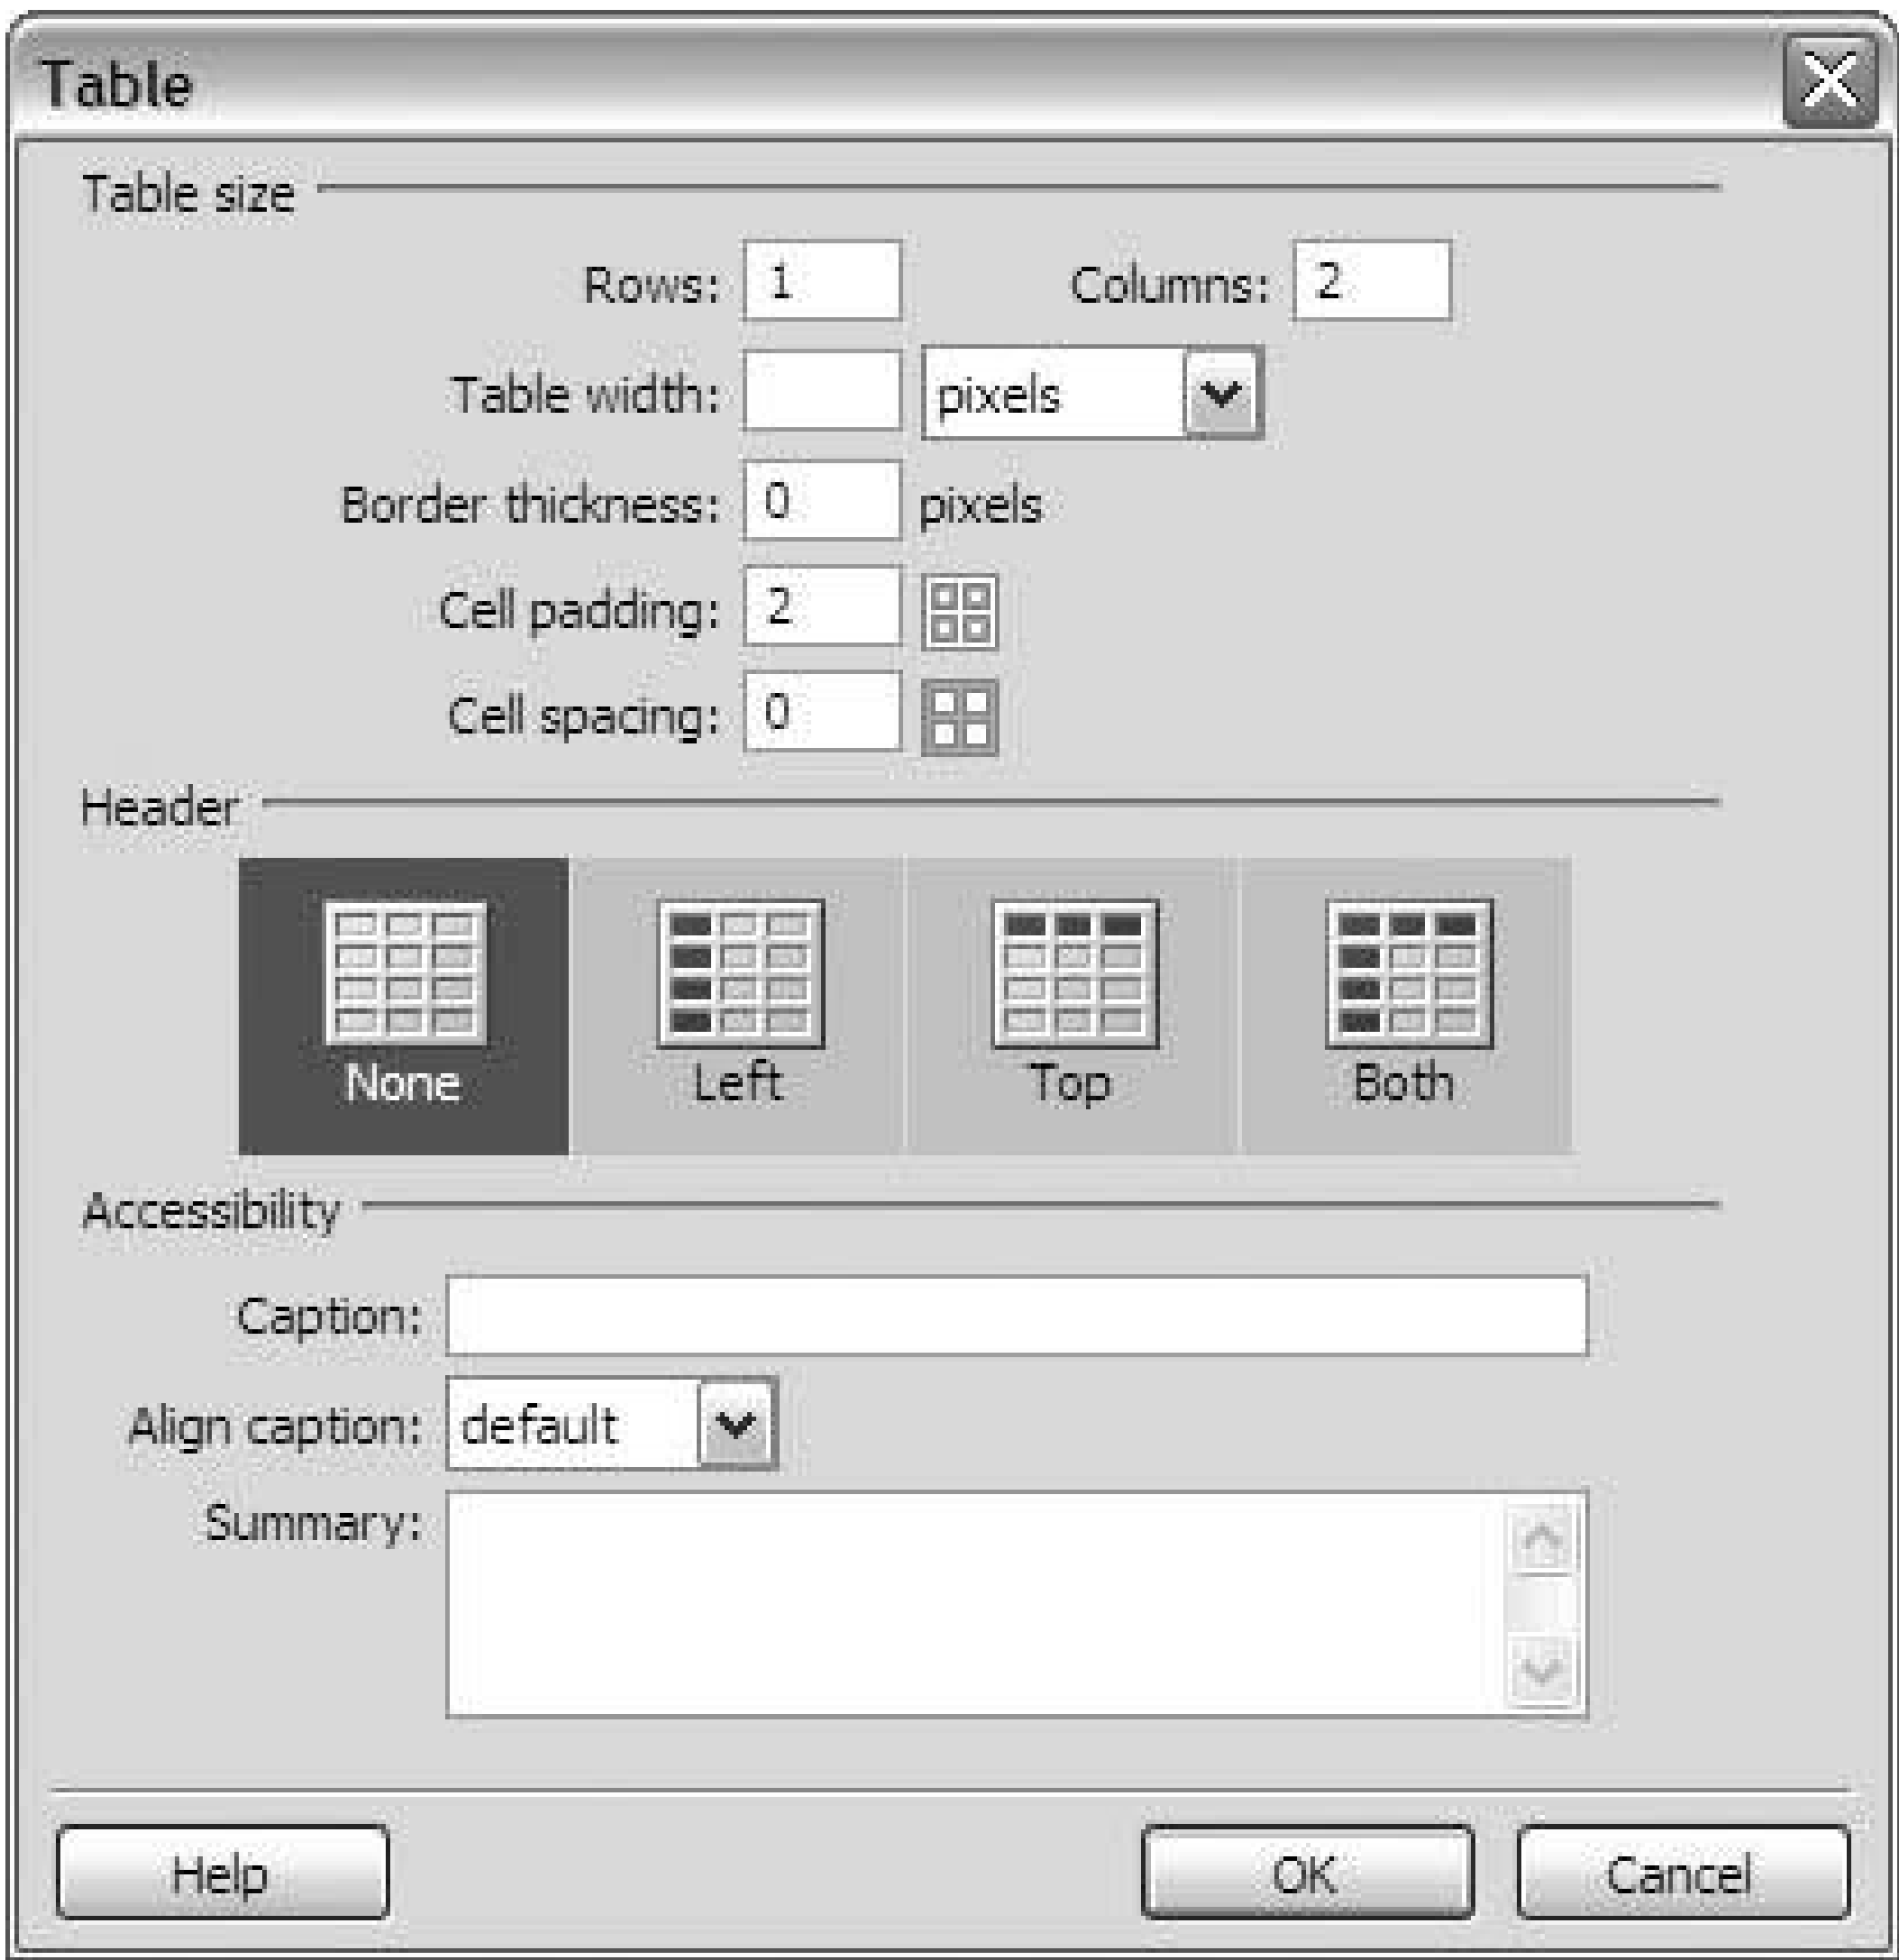 Table
Table size
Rows: 1 Columns: 2
Table width: pixels
Border thickness: 0 pixels
Cell padding: 2
Cell spacing: 0
Header
None Left Top Both
Accessibility
Caption:
Align caption: default
Summary:
Help OK Cancel